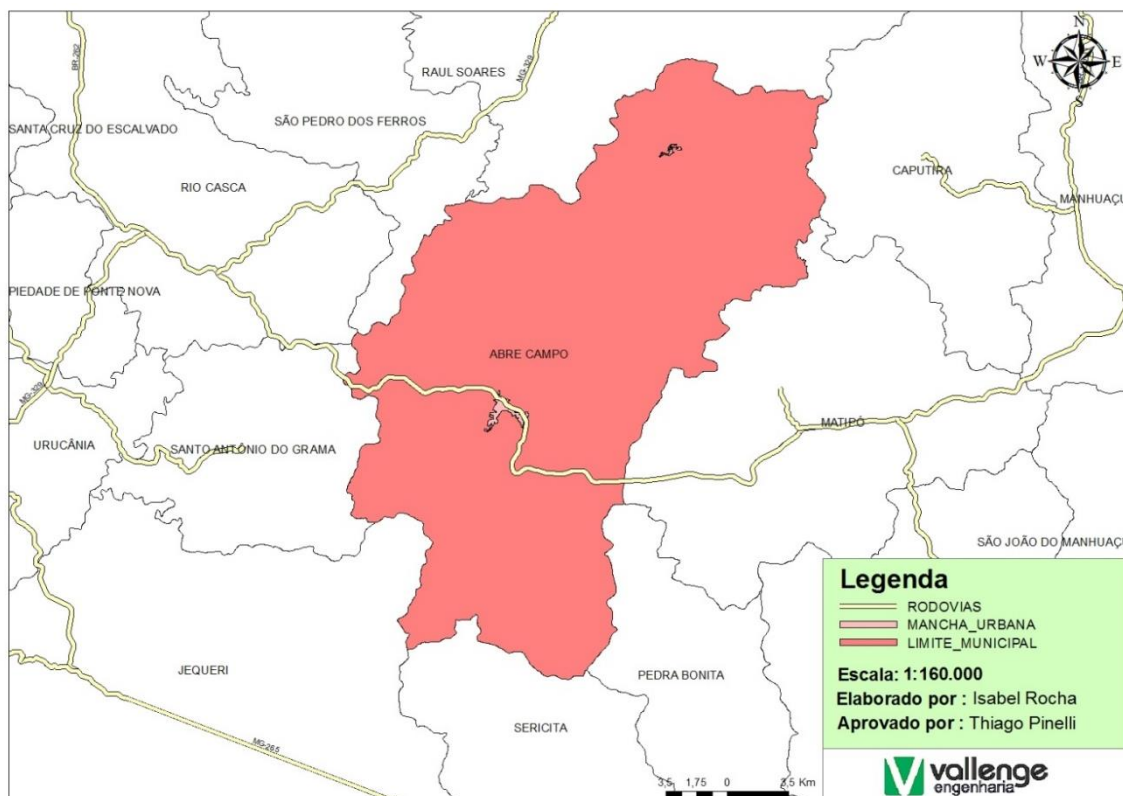 N
W
E
S
BR-262
MG-329
RAUL SOARES
SÃO PEDRO DOS FERROS
SANTA CRUZ DO ESCALVADO
RIO CASCA
CAPUTIRA
MANHUAÇU
PIEDADE DE PONTE NOVA
ABRE CAMPO
MG-329
MATIPÓ
URUCÂNIA
SANTO ANTÔNIO DO GRAMA
SÃO JOÃO DO MANHUAÇU
JEQUERI
PEDRA BONITA
SERICITA
MG-265
Legenda
RODOVIAS
MANCHA_URBANA
LIMITE_MUNICIPAL
Escala: 1:160.000
Elaborado por : Isabel Rocha
Aprovado por : Thiago Pinelli
3,5 1,75 0 3,5 Km
vallenge
engenharia